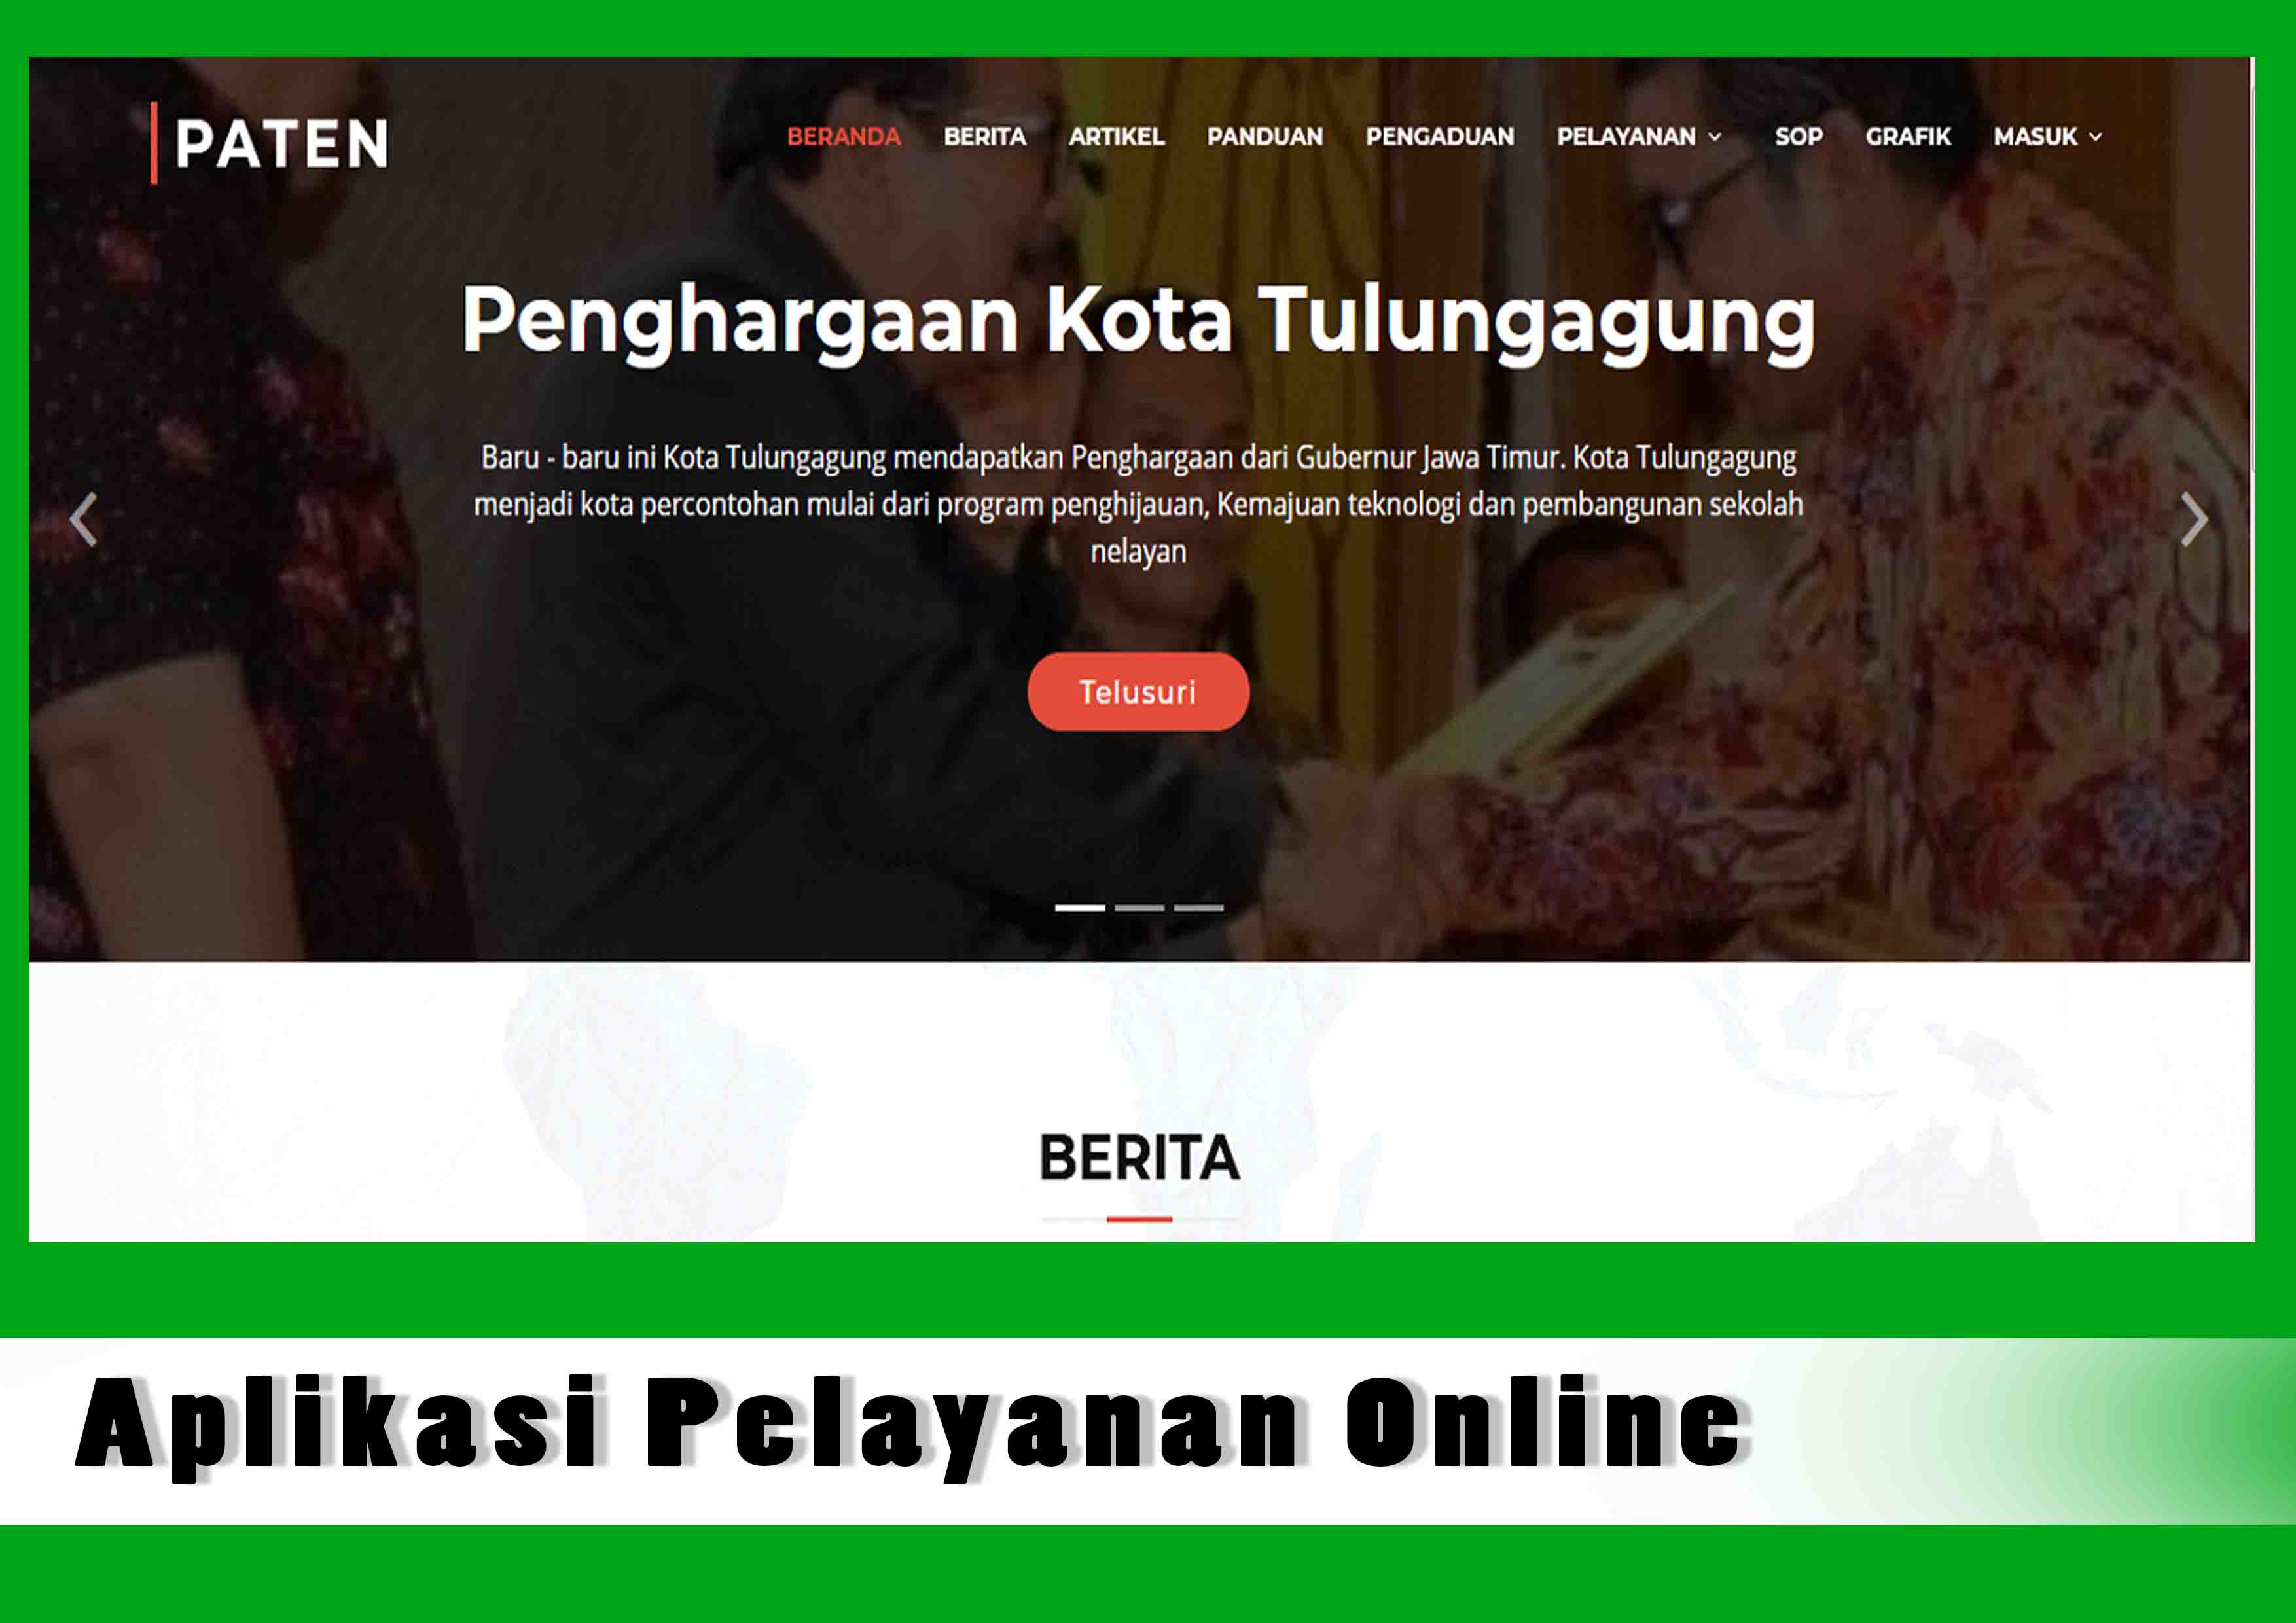 PATEN
BERANDA BERITA ARTIKEL PANDUAN PENGADUAN PELAYANAN SOP GRAFIK MASUK
Penghargaan Kota Tulungagung
Baru - baru ini Kota Tulungagung mendapatkan Penghargaan dari Gubernur Jawa Timur. Kota Tulungagung
menjadi kota percontohan mulai dari program penghijauan, Kemajuan teknologi dan pembangunan sekolah
nelayan
Telusuri
BERITA
Aplikasi Pelayanan Online